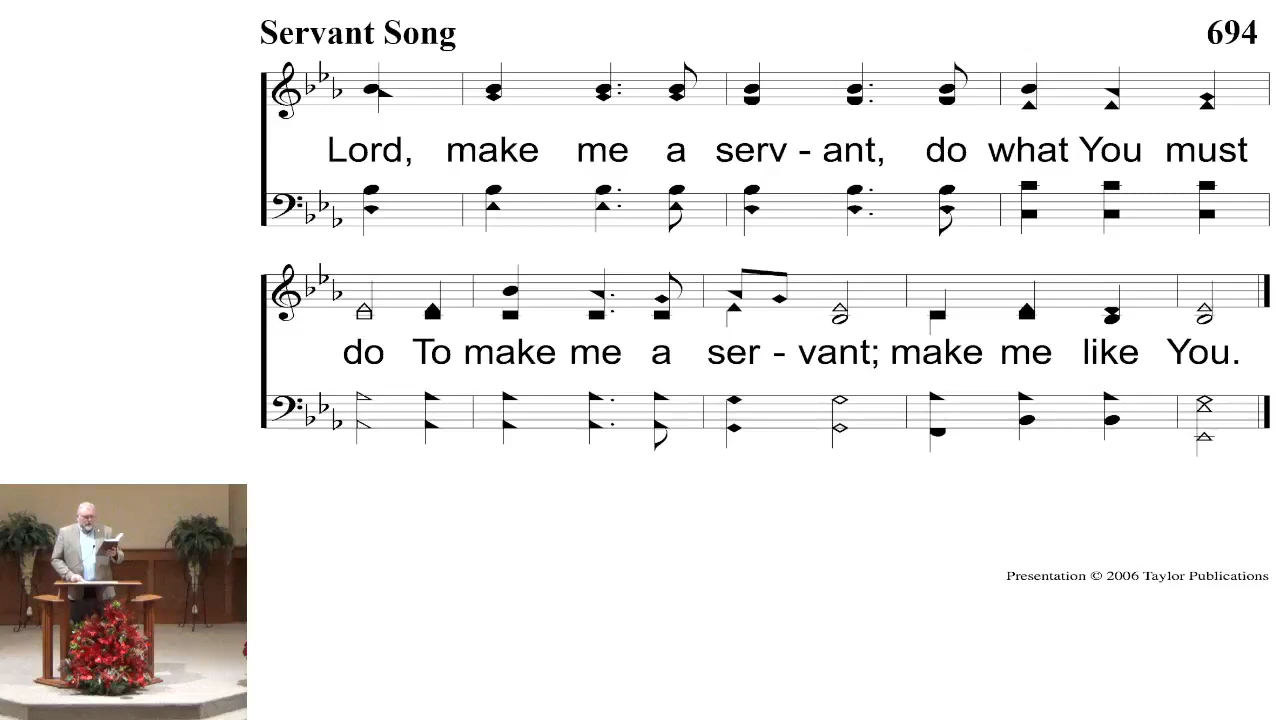 Servant Song 694
Lord, make me a serv - ant, do what You must
do To make me a ser - vant; make me like You.
Presentation © 2006 Taylor Publications